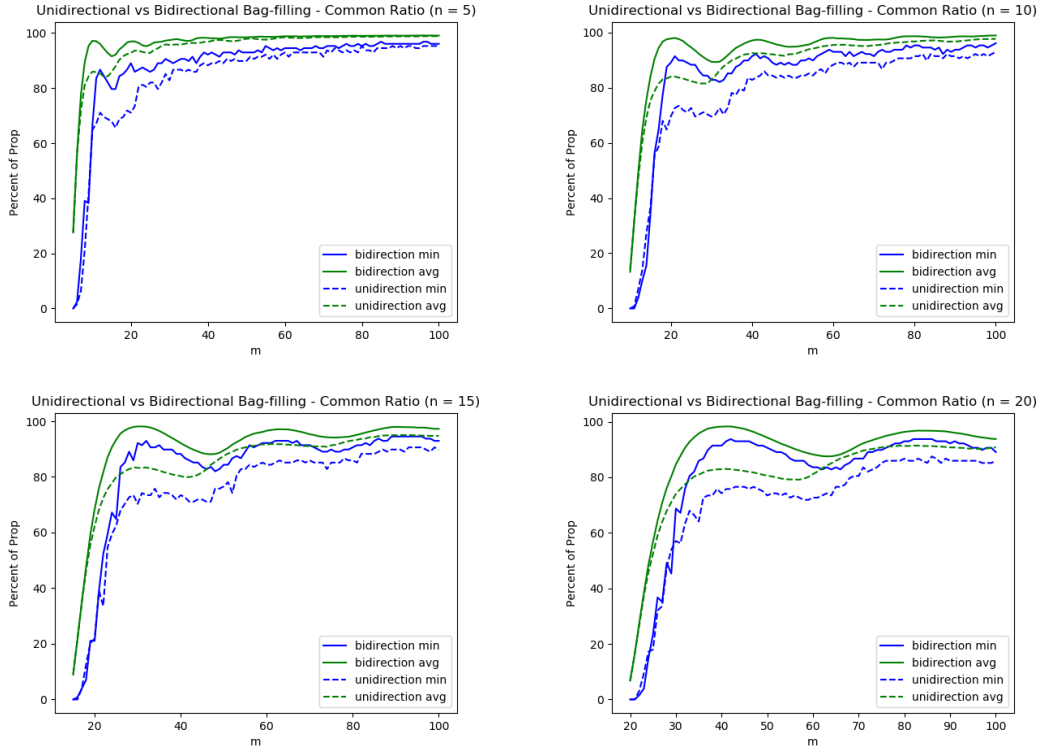 Unidirectional vs Bidirectional Bag-filling - Common Ratio (n = 5)
100
80
60
40
20
0
Percent of Prop
bidirection min
bidirection avg
unidirection min
unidirection avg
20
40
60
80
100
m
Unidirectional vs Bidirectional Bag-filling - Common Ratio (n = 10)
100
80
60
40
20
0
Percent of Prop
bidirection min
bidirection avg
unidirection min
unidirection avg
10
20
30
40
50
60
70
80
90
100
m
Unidirectional vs Bidirectional Bag-filling - Common Ratio (n = 15)
100
80
60
40
20
0
Percent of Prop
bidirection min
bidirection avg
unidirection min
unidirection avg
20
40
60
80
100
m
Unidirectional vs Bidirectional Bag-filling - Common Ratio (n = 20)
100
80
60
40
20
0
Percent of Prop
bidirection min
bidirection avg
unidirection min
unidirection avg
20
30
40
50
60
70
80
90
100
m